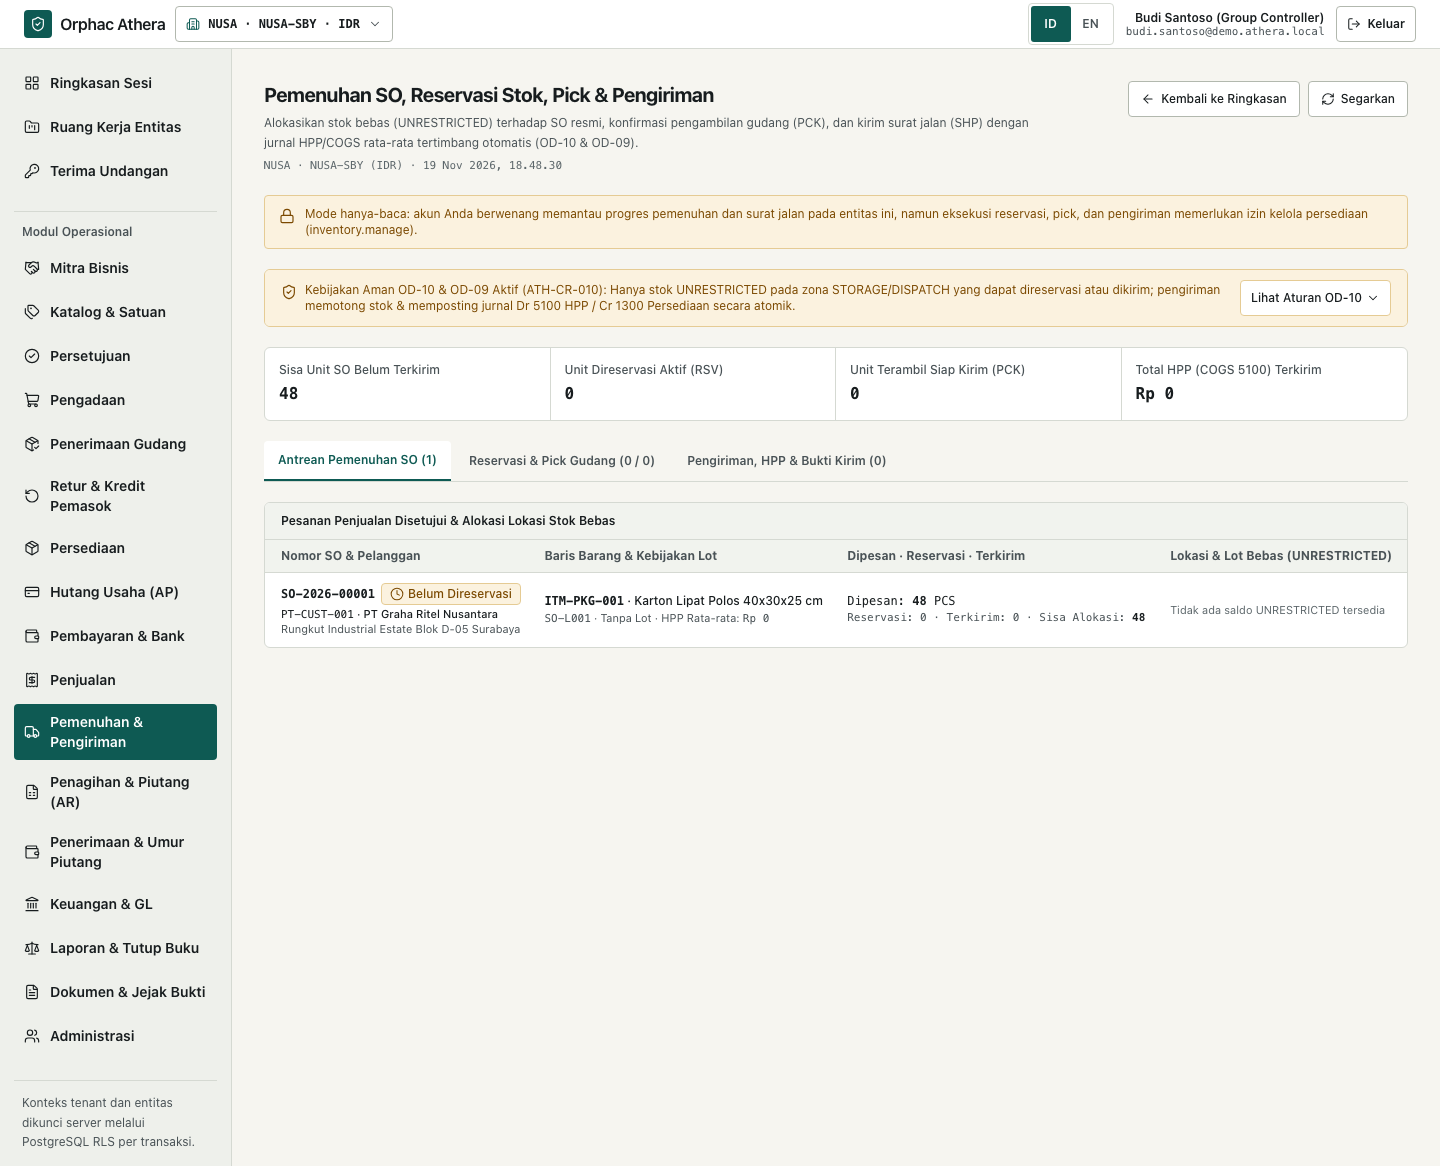 Orphac Athera
NUSA · NUSA-SBY · IDR
ID
EN
Budi Santoso (Group Controller)
budi.santoso@demo.athera.local
Keluar
Ringkasan Sesi
Ruang Kerja Entitas
Terima Undangan
Modul Operasional
Mitra Bisnis
Katalog & Satuan
Persetujuan
Pengadaan
Penerimaan Gudang
Retur & Kredit
Pemasok
Persediaan
Hutang Usaha (AP)
Pembayaran & Bank
Penjualan
Pemenuhan &
Pengiriman
Penagihan & Piutang
(AR)
Penerimaan & Umur
Piutang
Keuangan & GL
Laporan & Tutup Buku
Dokumen & Jejak Bukti
Administrasi
Konteks tenant dan entitas
dikunci server melalui
PostgreSQL RLS per transaksi.
Pemenuhan SO, Reservasi Stok, Pick & Pengiriman
Alokasikan stok bebas (UNRESTRICTED) terhadap SO resmi, konfirmasi pengambilan gudang (PCK), dan kirim surat jalan (SHP) dengan
jurnal HPP/COGS rata-rata tertimbang otomatis (OD-10 & OD-09).
NUSA · NUSA-SBY (IDR) · 19 Nov 2026, 18.48.30
Kembali ke Ringkasan
Segarkan
Mode hanya-baca: akun Anda berwenang memantau progres pemenuhan dan surat jalan pada entitas ini, namun eksekusi reservasi, pick, dan pengiriman memerlukan izin kelola persediaan
(inventory.manage).
Kebijakan Aman OD-10 & OD-09 Aktif (ATH-CR-010): Hanya stok UNRESTRICTED pada zona STORAGE/DISPATCH yang dapat direservasi atau dikirim; pengiriman
memotong stok & memposting jurnal Dr 5100 HPP / Cr 1300 Persediaan secara atomik.
Lihat Aturan OD-10
Sisa Unit SO Belum Terkirim
48
Unit Direservasi Aktif (RSV)
0
Unit Terambil Siap Kirim (PCK)
0
Total HPP (COGS 5100) Terkirim
Rp 0
Antrean Pemenuhan SO (1)
Reservasi & Pick Gudang (0 / 0)
Pengiriman, HPP & Bukti Kirim (0)
Pesanan Penjualan Disetujui & Alokasi Lokasi Stok Bebas
Nomor SO & Pelanggan
Baris Barang & Kebijakan Lot
Dipesan · Reservasi · Terkirim
Lokasi & Lot Bebas (UNRESTRICTED)
SO-2026-00001 Belum Direservasi
PT-CUST-001 · PT Graha Ritel Nusantara
Rungkut Industrial Estate Blok D-05 Surabaya
ITM-PKG-001 · Karton Lipat Polos 40x30x25 cm
SO-L001 · Tanpa Lot · HPP Rata-rata: Rp 0
Dipesan: 48 PCS
Reservasi: 0 · Terkirim: 0 · Sisa Alokasi: 48
Tidak ada saldo UNRESTRICTED tersedia